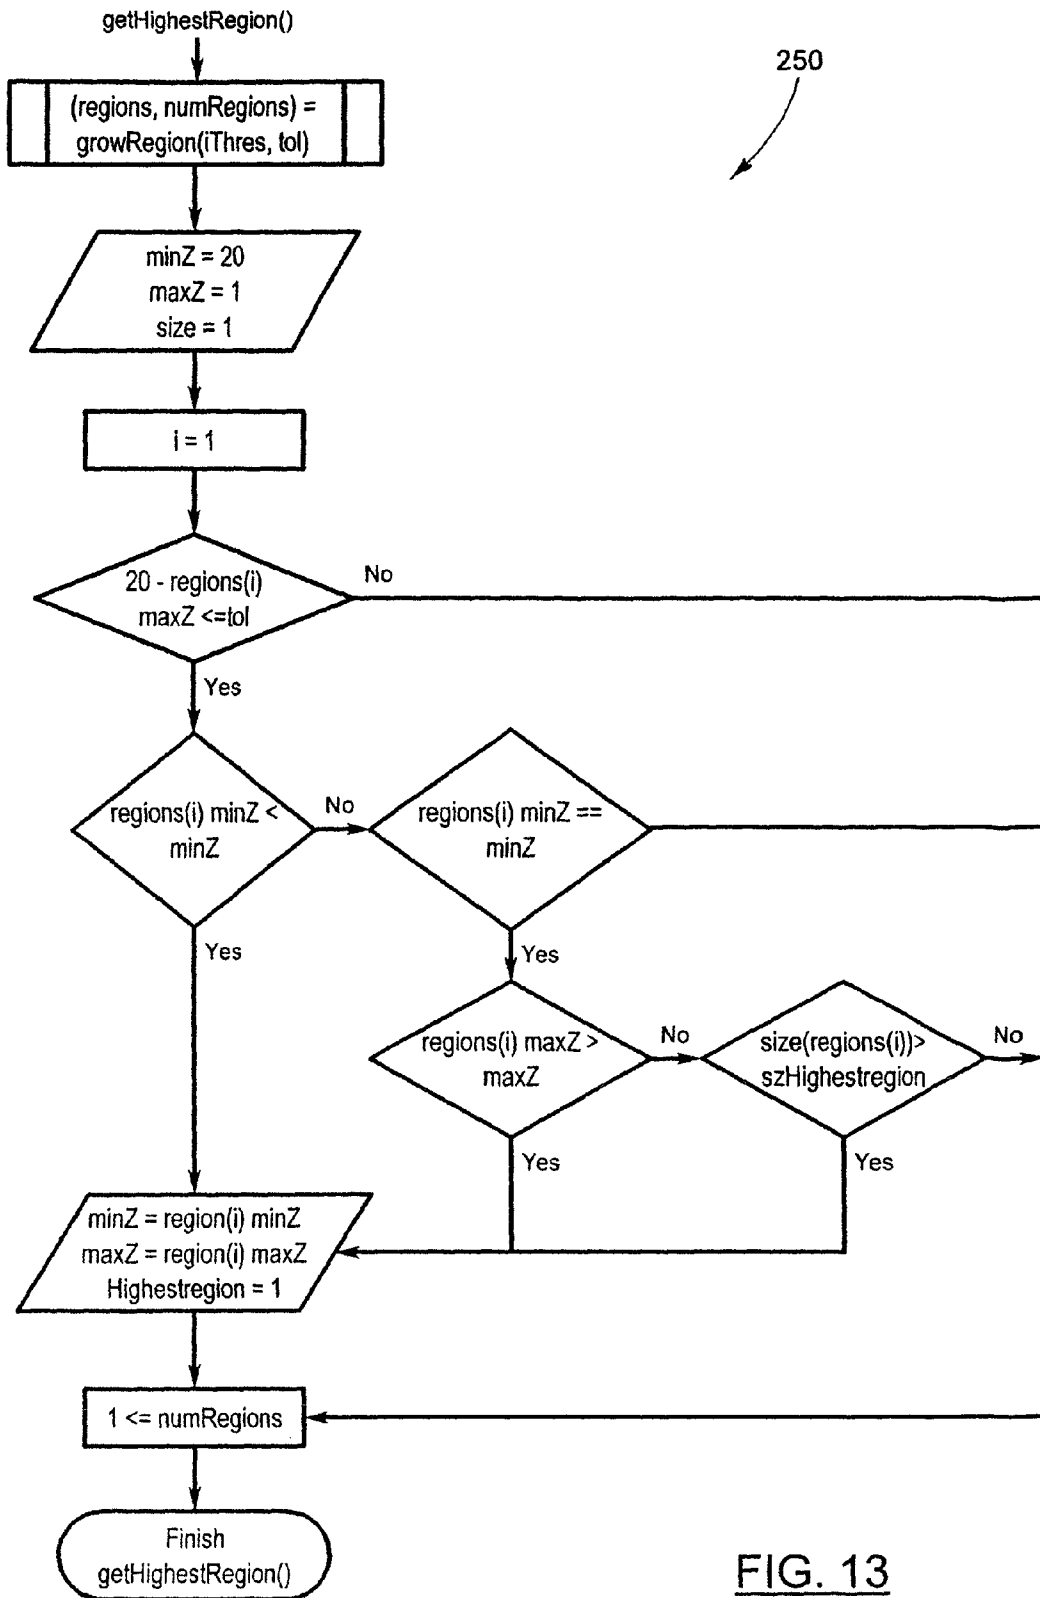 getHighestRegion()
250
(regions, numRegions) =
growRegion(iThres, tol)
minZ = 20
maxZ = 1
size = 1
i = 1
20 - regions(i)
maxZ <=tol
No
Yes
regions(i) minZ <
minZ
No
regions(i) minZ ==
minZ
Yes
Yes
regions(i) maxZ >
maxZ
No
size(regions(i))>
szHighestregion
No
Yes
Yes
minZ = region(i) minZ
maxZ = region(i) maxZ
Highestregion = 1
1 <= numRegions
Finish
getHighestRegion()
FIG. 13